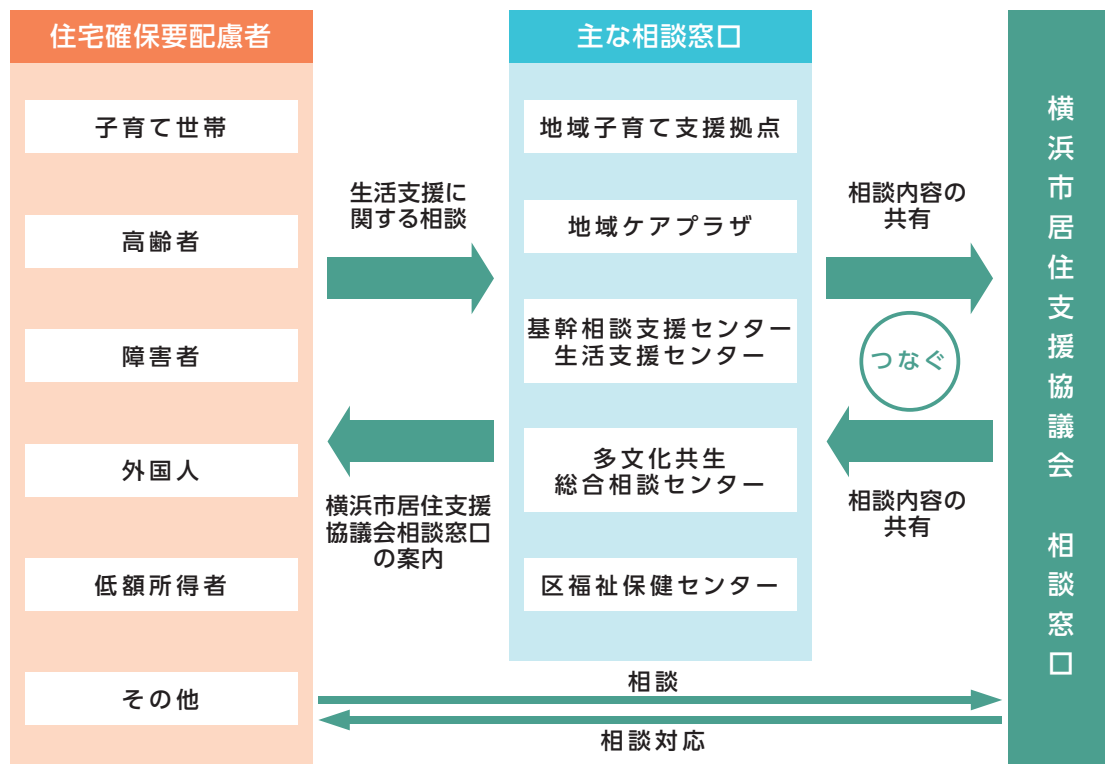 住宅確保要配慮者
子育て世帯
高齢者
障害者
外国人
低額所得者
その他
生活支援に
関する相談
横浜市居住支援
協議会相談窓口
の案内
主な相談窓口
地域子育て支援拠点
地域ケアプラザ
基幹相談支援センター
生活支援センター
多文化共生
総合相談センター
区福祉保健センター
相談内容の
共有
つなぐ
相談内容の
共有
相談
相談対応
横浜市居住支援協議会　相談窓口